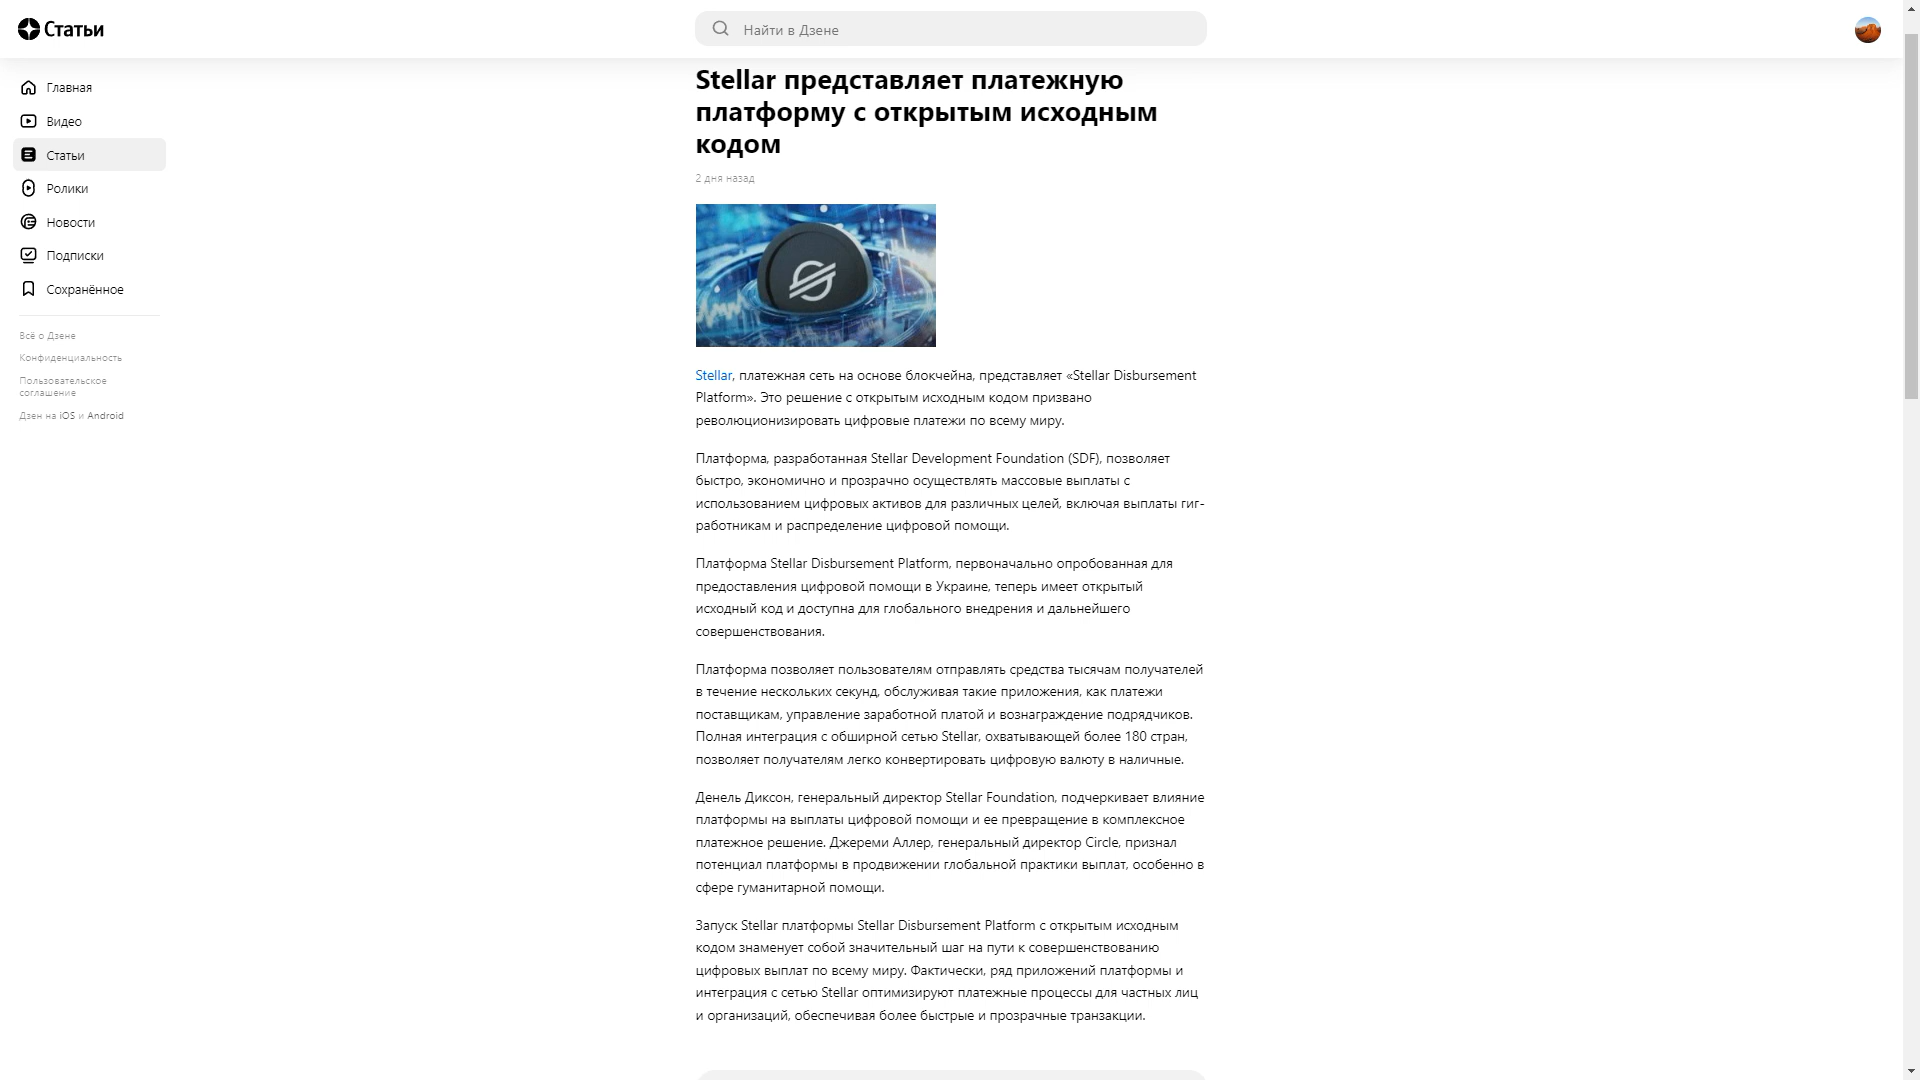 Статьи
Найти в Дзене
Главная
Видео
Статьи
Ролики
Новости
Подписки
Сохранённое
Всё о Дзене
Конфиденциальность
Пользовательское
соглашение
Дзен на iOS и Android
Stellar представляет платежную
платформу с открытым исходным
кодом
2 дня назад
Stellar, платежная сеть на основе блокчейна, представляет «Stellar Disbursement
Platform». Это решение с открытым исходным кодом призвано
революционизировать цифровые платежи по всему миру.
Платформа, разработанная Stellar Development Foundation (SDF), позволяет
быстро, экономично и прозрачно осуществлять массовые выплаты с
использованием цифровых активов для различных целей, включая выплаты гиг-
работникам и распределение цифровой помощи.
Платформа Stellar Disbursement Platform, первоначально опробованная для
предоставления цифровой помощи в Украине, теперь имеет открытый
исходный код и доступна для глобального внедрения и дальнейшего
совершенствования.
Платформа позволяет пользователям отправлять средства тысячам получателей
в течение нескольких секунд, обслуживая такие приложения, как платежи
поставщикам, управление заработной платой и вознаграждение подрядчиков.
Полная интеграция с обширной сетью Stellar, охватывающей более 180 стран,
позволяет получателям легко конвертировать цифровую валюту в наличные.
Денель Диксон, генеральный директор Stellar Foundation, подчеркивает влияние
платформы на выплаты цифровой помощи и ее превращение в комплексное
платежное решение. Джереми Аллер, генеральный директор Circle, признал
потенциал платформы в продвижении глобальной практики выплат, особенно в
сфере гуманитарной помощи.
Запуск Stellar платформы Stellar Disbursement Platform с открытым исходным
кодом знаменует собой значительный шаг на пути к совершенствованию
цифровых выплат по всему миру. Фактически, ряд приложений платформы и
интеграция с сетью Stellar оптимизируют платежные процессы для частных лиц
и организаций, обеспечивая более быстрые и прозрачные транзакции.